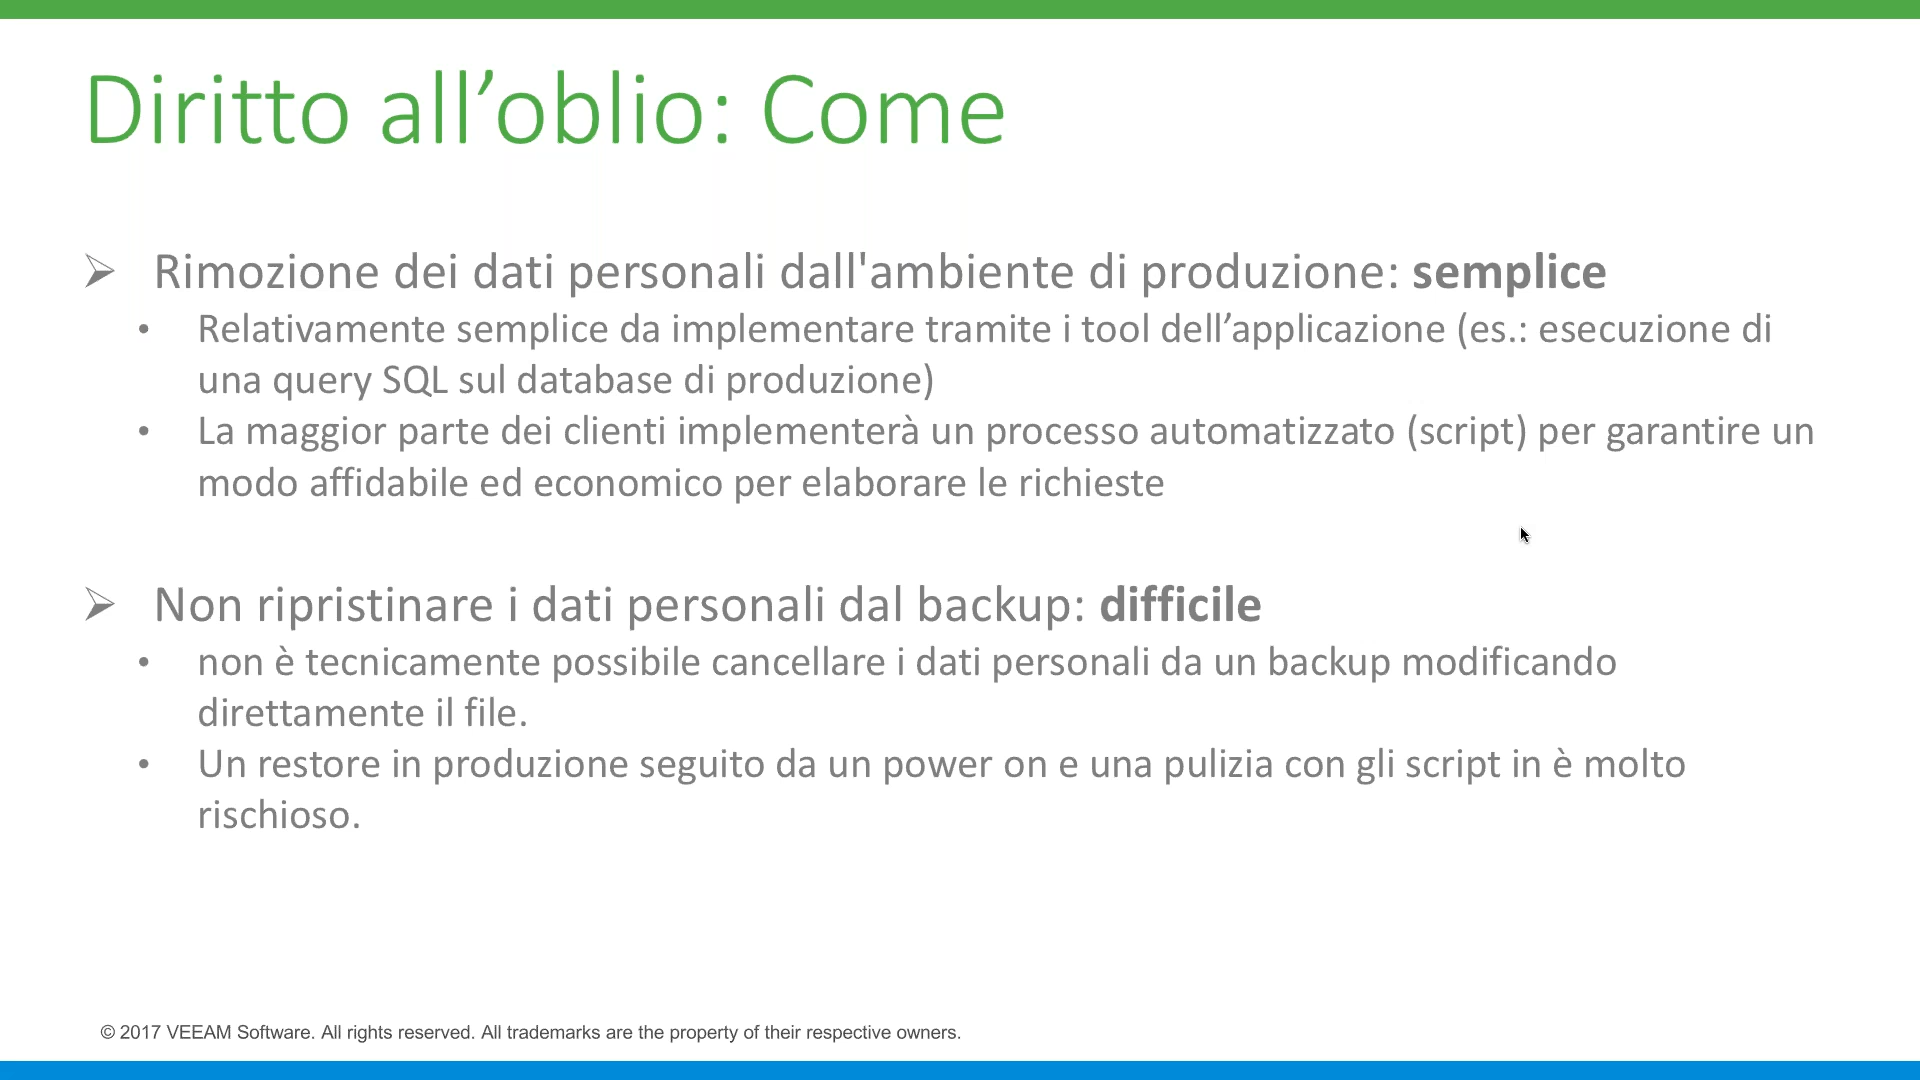 Diritto all’oblio: Come
➢ Rimozione dei dati personali dall'ambiente di produzione: semplice
• Relativamente semplice da implementare tramite i tool dell’applicazione (es.: esecuzione di
una query SQL sul database di produzione)
• La maggior parte dei clienti implementerà un processo automatizzato (script) per garantire un
modo affidabile ed economico per elaborare le richieste
➢ Non ripristinare i dati personali dal backup: difficile
• non è tecnicamente possibile cancellare i dati personali da un backup modificando
direttamente il file.
• Un restore in produzione seguito da un power on e una pulizia con gli script in è molto
rischioso.
© 2017 VEEAM Software. All rights reserved. All trademarks are the property of their respective owners.